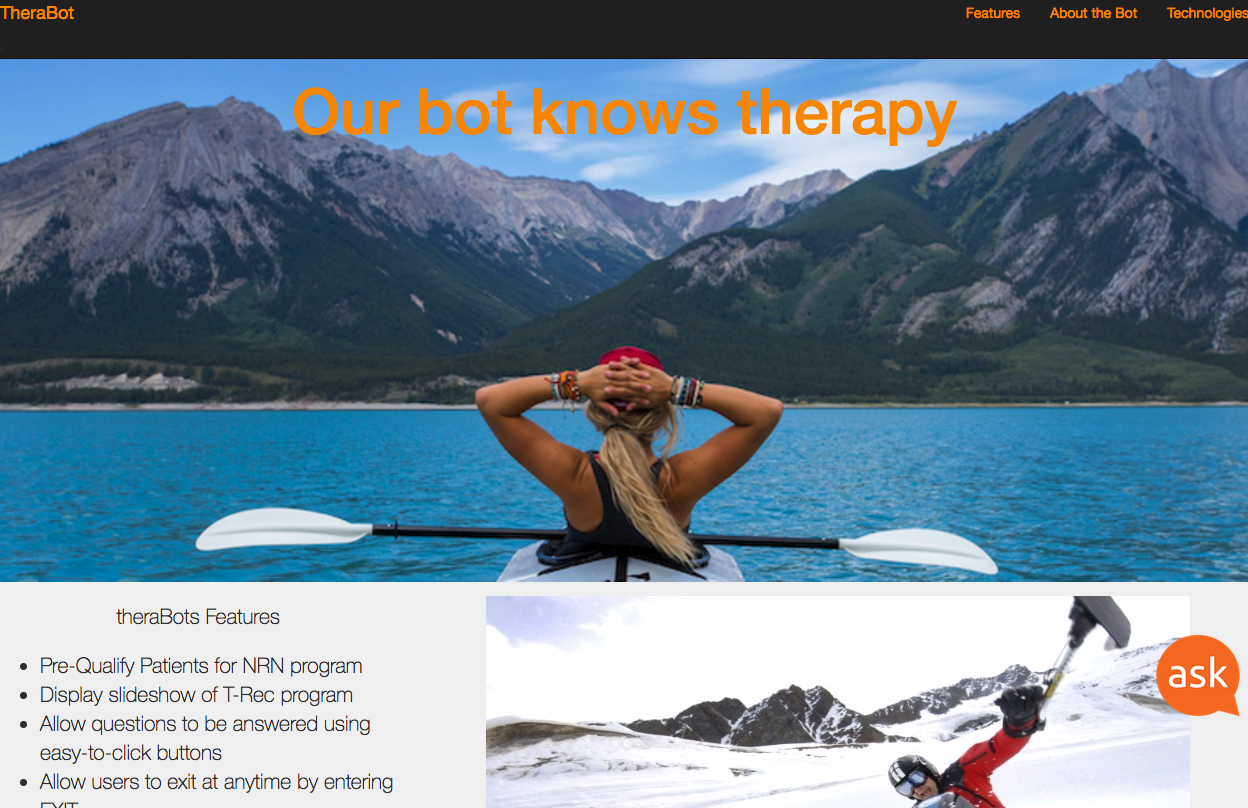 TheraBot
Features About the Bot Technologies
Our bot knows therapy
theraBots Features
Pre-Qualify Patients for NRN program
Display slideshow of T-Rec program
Allow questions to be answered using
easy-to-click buttons
Allow users to exit at anytime by entering
EXIT
ask